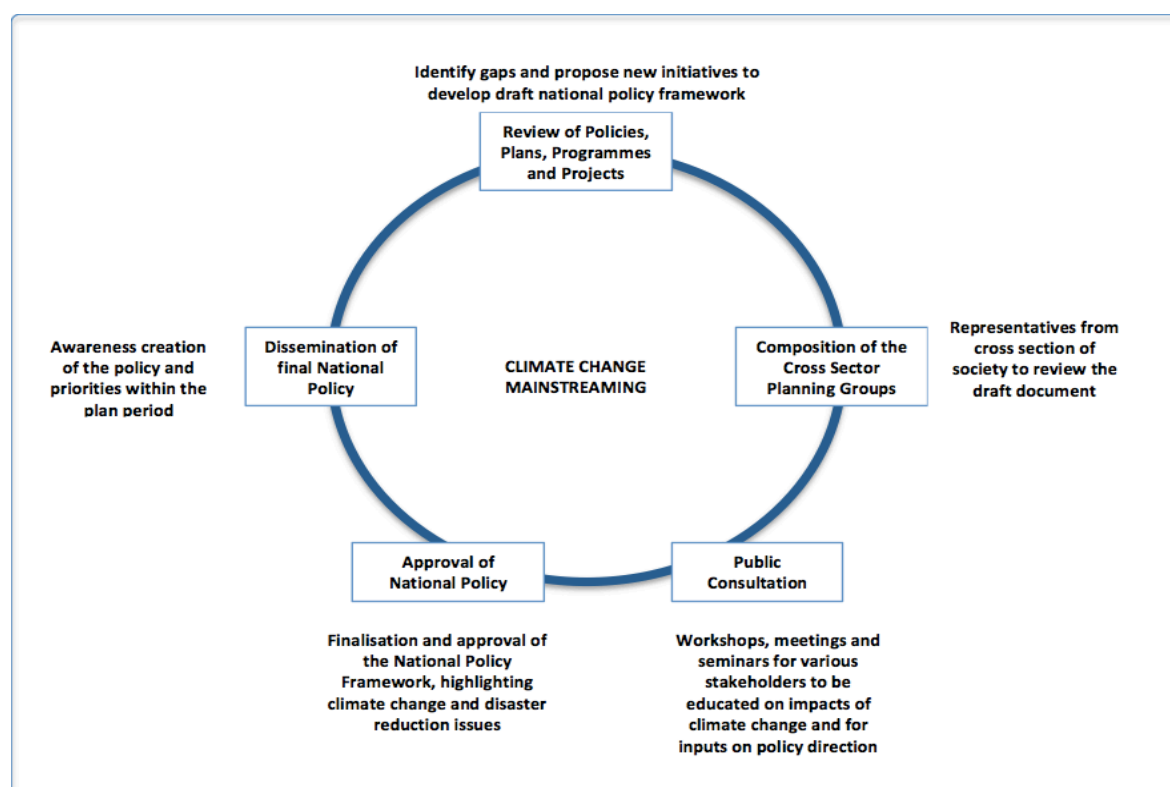 Identify gaps and propose new initiatives to
develop draft national policy framework
Review of Policies,
Plans, Programmes
and Projects
Representatives from
cross section of
society to review the
draft document
Composition of the
Cross Sector
Planning Groups
CLIMATE CHANGE
MAINSTREAMING
Dissemination of
final National
Policy
Awareness creation
of the policy and
priorities within the
plan period
Approval of
National Policy
Finalisation and approval of
the National Policy
Framework, highlighting
climate change and disaster
reduction issues
Public
Consultation
Workshops, meetings and
seminars for various
stakeholders to be
educated on impacts of
climate change and for
inputs on policy direction